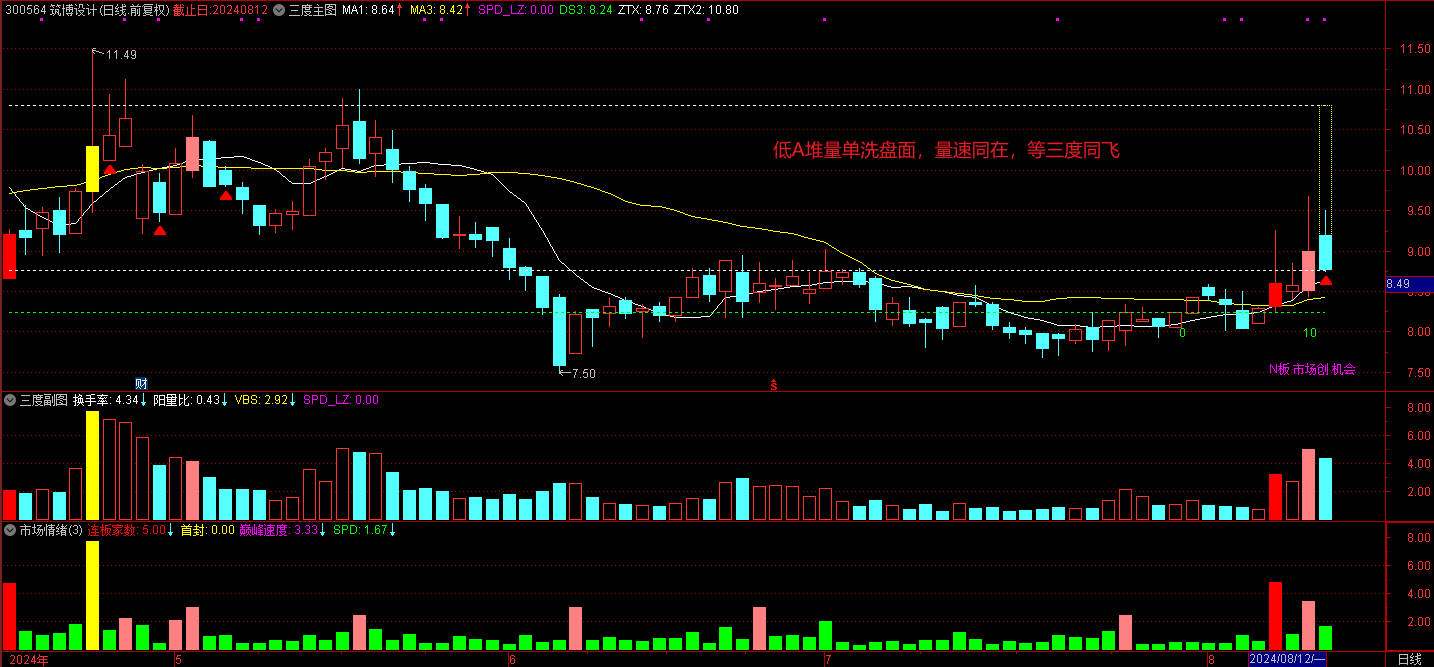 300564 筑博设计(日线.前复权) 截止日:20240812 三度主图 MA1: 8.64↑ MA3: 8.42↑ SPD_LZ: 0.00 DS3: 8.24 ZTX: 8.76 ZTX2: 10.80
11.49
11.50
11.00
10.50
低A堆量单洗盘面，量速同在，等三度同飞
10.00
9.50
9.00
8.49
8.50
8.00
0
10
N板 市场创 机会
7.50
7.50
财
S
三度副图 换手率: 4.34↓ 阳量比: 0.43↓ VBS: 2.92↓ SPD_LZ: 0.00
8.00
6.00
4.00
2.00
市场情绪(3) 连板家数: 5.00↓ 首封: 0.00 巅峰速度: 3.33↓ SPD: 1.67↓
8.00
6.00
4.00
2.00
2024年 5 6 7 8 2024/08/12/一 日线